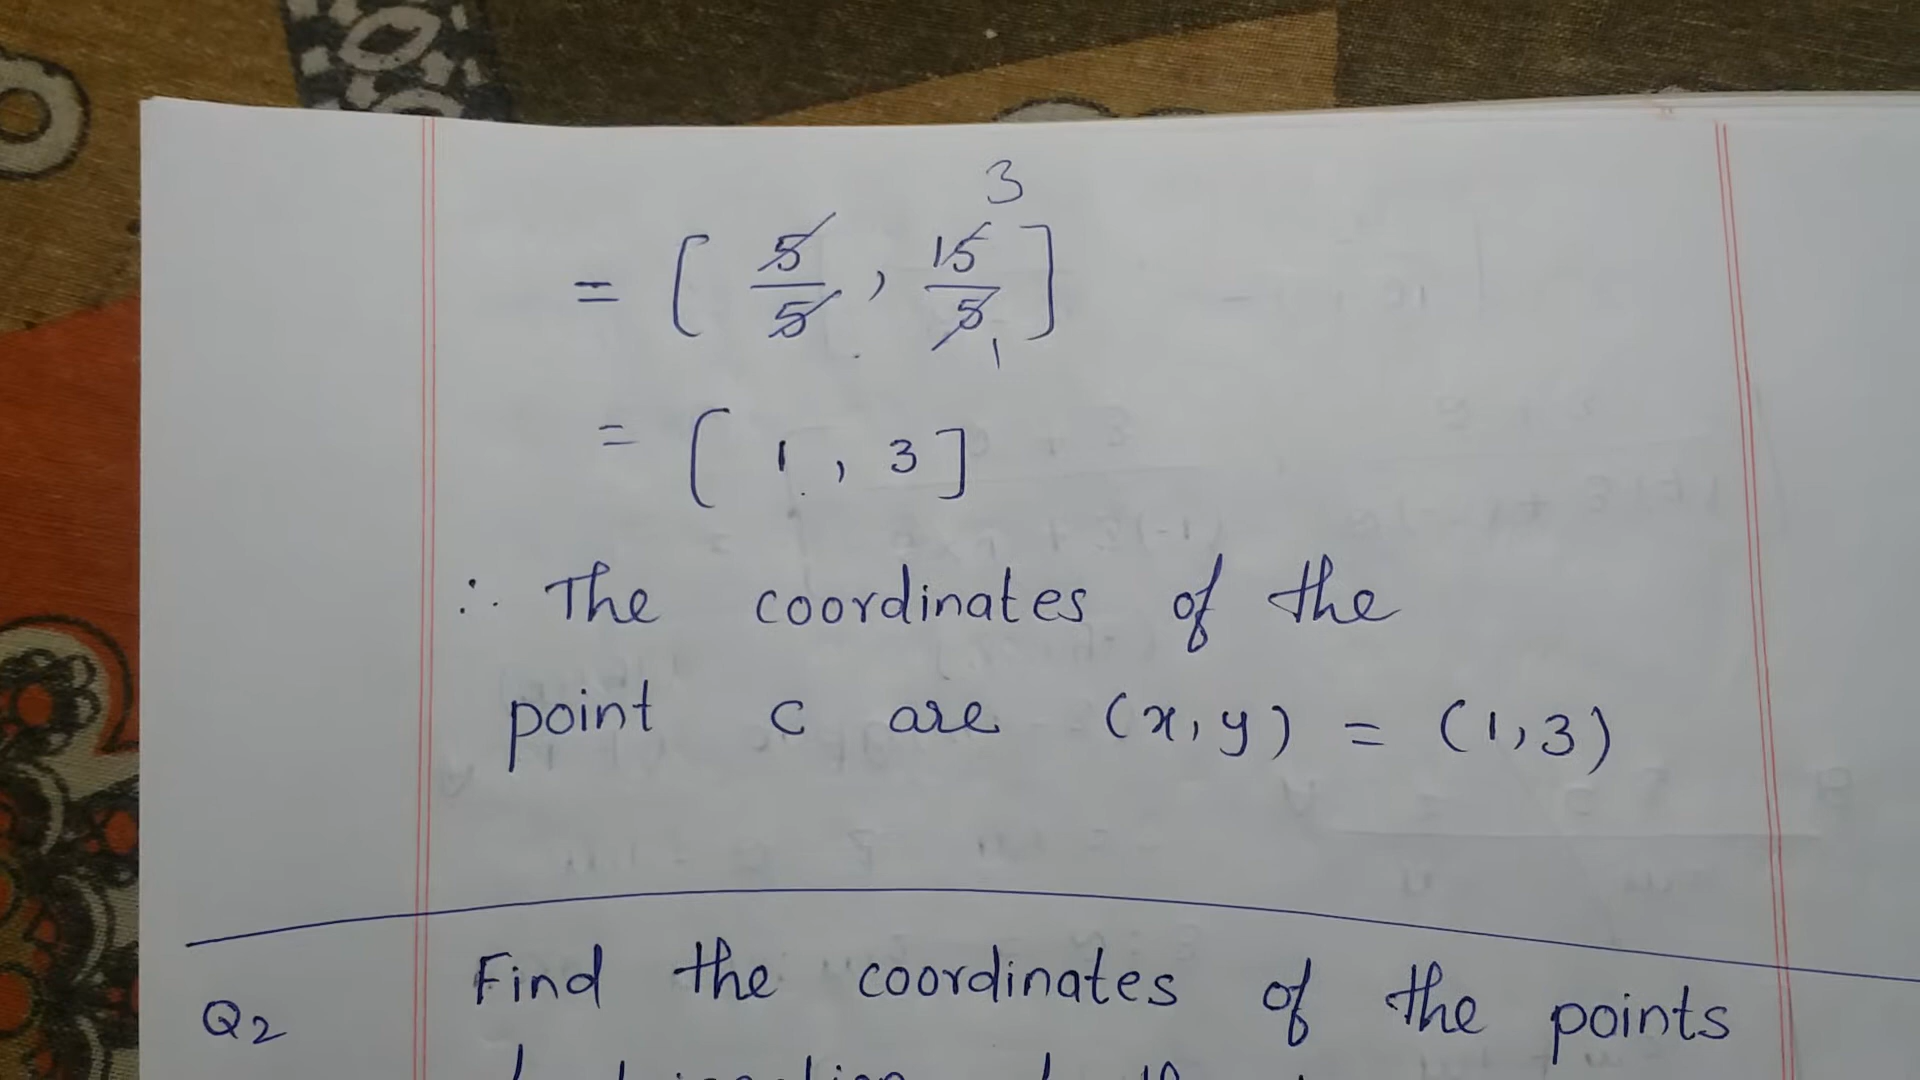 3
= [ 5/5 , 15/5 ]
1
= [ 1 , 3 ]
∴ The coordinates of the
point C are (x, y) = (1, 3)
Q2 Find the coordinates of the points